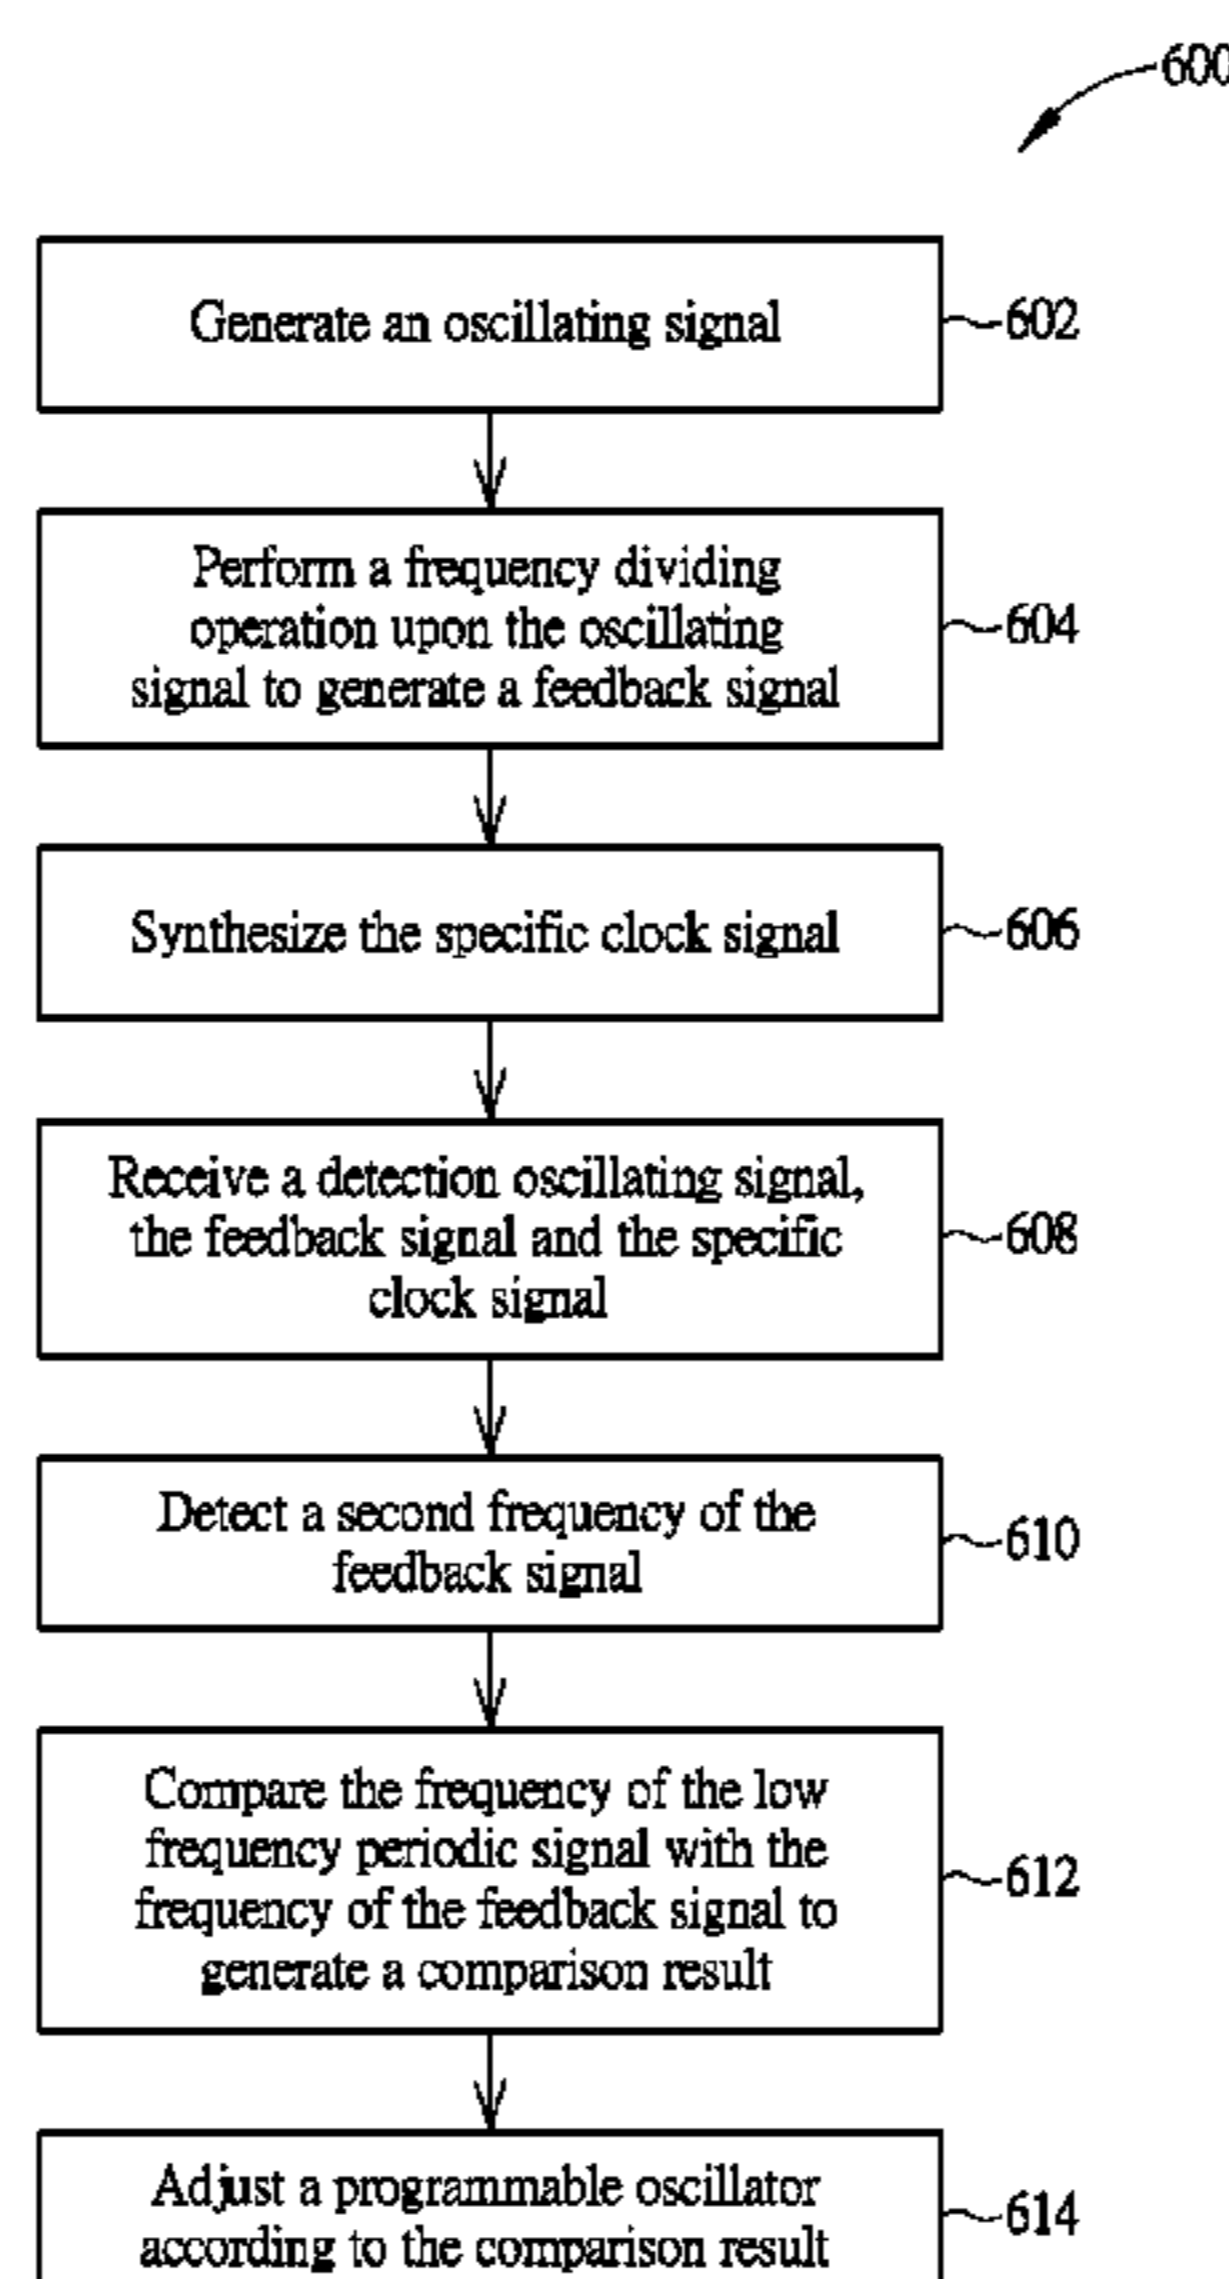 600
Generate an oscillating signal
602
Perform a frequency dividing
operation upon the oscillating
signal to generate a feedback signal
604
Synthesize the specific clock signal
606
Receive a detection oscillating signal,
the feedback signal and the specific
clock signal
608
Detect a second frequency of the
feedback signal
610
Compare the frequency of the low
frequency periodic signal with the
frequency of the feedback signal to
generate a comparison result
612
Adjust a programmable oscillator
according to the comparison result
614